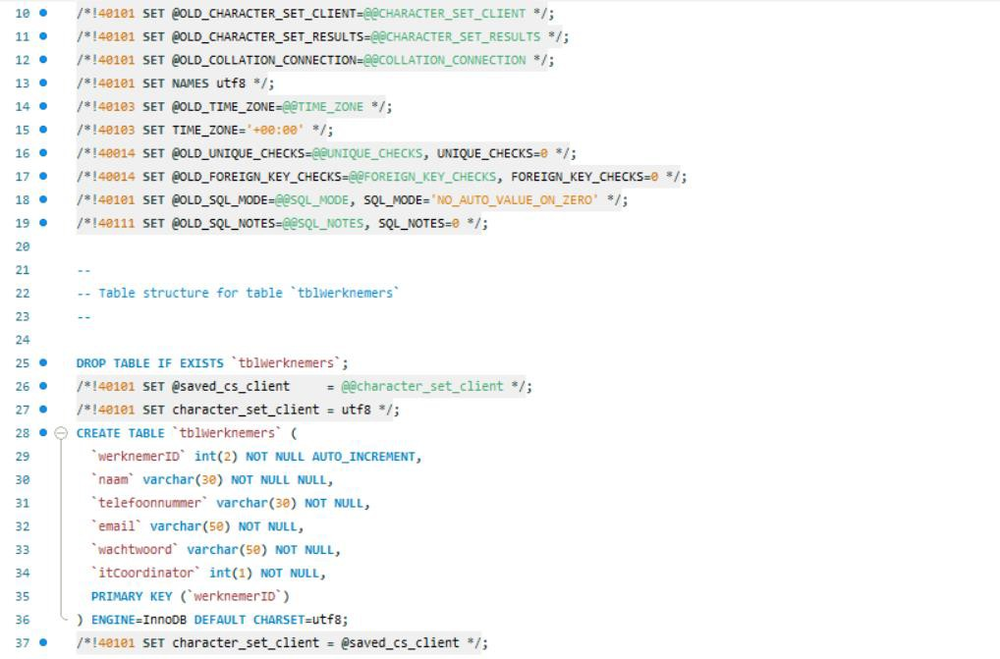 10 /*!40101 SET @OLD_CHARACTER_SET_CLIENT=@@CHARACTER_SET_CLIENT */;
11 /*!40101 SET @OLD_CHARACTER_SET_RESULTS=@@CHARACTER_SET_RESULTS */;
12 /*!40101 SET @OLD_COLLATION_CONNECTION=@@COLLATION_CONNECTION */;
13 /*!40101 SET NAMES utf8 */;
14 /*!40103 SET @OLD_TIME_ZONE=@@TIME_ZONE */;
15 /*!40103 SET TIME_ZONE='+00:00' */;
16 /*!40014 SET @OLD_UNIQUE_CHECKS=@@UNIQUE_CHECKS, UNIQUE_CHECKS=0 */;
17 /*!40014 SET @OLD_FOREIGN_KEY_CHECKS=@@FOREIGN_KEY_CHECKS, FOREIGN_KEY_CHECKS=0 */;
18 /*!40101 SET @OLD_SQL_MODE=@@SQL_MODE, SQL_MODE='NO_AUTO_VALUE_ON_ZERO' */;
19 /*!40111 SET @OLD_SQL_NOTES=@@SQL_NOTES, SQL_NOTES=0 */;
20
21 --
22 -- Table structure for table `tblWerknemers`
23 --
24
25 DROP TABLE IF EXISTS `tblWerknemers`;
26 /*!40101 SET @saved_cs_client     = @@character_set_client */;
27 /*!40101 SET character_set_client = utf8 */;
28 CREATE TABLE `tblWerknemers` (
29 `werknemerID` int(2) NOT NULL AUTO_INCREMENT,
30 `naam` varchar(30) NOT NULL NULL,
31 `telefoonnummer` varchar(30) NOT NULL,
32 `email` varchar(50) NOT NULL,
33 `wachtwoord` varchar(50) NOT NULL,
34 `itCoordinator` int(1) NOT NULL,
35 PRIMARY KEY (`werknemerID`)
36 ) ENGINE=InnoDB DEFAULT CHARSET=utf8;
37 /*!40101 SET character_set_client = @saved_cs_client */;